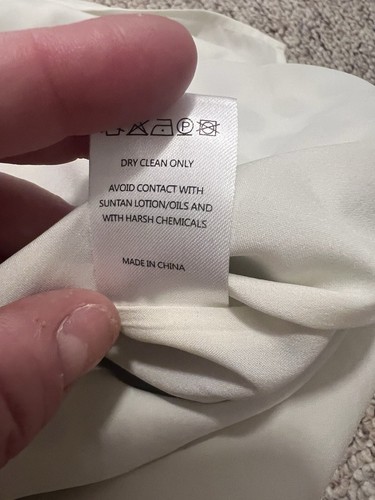 P
DRY CLEAN ONLY
AVOID CONTACT WITH
SUNTAN LOTION/OILS AND
WITH HARSH CHEMICALS
MADE IN CHINA